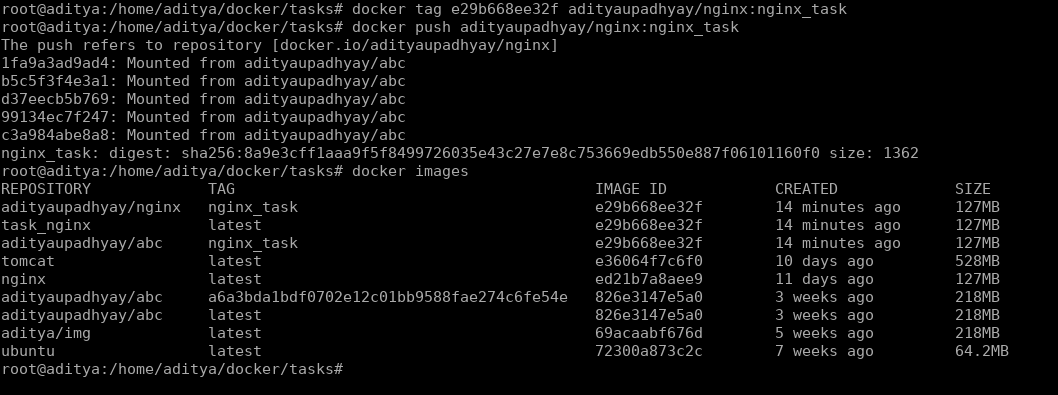 root@aditya:/home/aditya/docker/tasks# docker tag e29b668ee32f adityaupadhyay/nginx:nginx_task
root@aditya:/home/aditya/docker/tasks# docker push adityaupadhyay/nginx:nginx_task
The push refers to repository [docker.io/adityaupadhyay/nginx]
1fa9a3ad9ad4: Mounted from adityaupadhyay/abc
b5c5f3f4e3a1: Mounted from adityaupadhyay/abc
d37eecb5b769: Mounted from adityaupadhyay/abc
99134ec7f247: Mounted from adityaupadhyay/abc
c3a984abe8a8: Mounted from adityaupadhyay/abc
nginx_task: digest: sha256:8a9e3cff1aaa9f5f8499726035e43c27e7e8c753669edb550e887f06101160f0 size: 1362
root@aditya:/home/aditya/docker/tasks# docker images
REPOSITORY             TAG                                        IMAGE ID            CREATED             SIZE
adityaupadhyay/nginx   nginx_task                                 e29b668ee32f        14 minutes ago      127MB
task_nginx             latest                                     e29b668ee32f        14 minutes ago      127MB
adityaupadhyay/abc     nginx_task                                 e29b668ee32f        14 minutes ago      127MB
tomcat                 latest                                     e36064f7c6f0        10 days ago         528MB
nginx                  latest                                     ed21b7a8aee9        11 days ago         127MB
adityaupadhyay/abc     a6a3bda1bdf0702e12c01bb9588fae274c6fe54e   826e3147e5a0        3 weeks ago         218MB
adityaupadhyay/abc     latest                                     826e3147e5a0        3 weeks ago         218MB
aditya/img             latest                                     69acaabf676d        5 weeks ago         218MB
ubuntu                 latest                                     72300a873c2c        7 weeks ago         64.2MB
root@aditya:/home/aditya/docker/tasks#